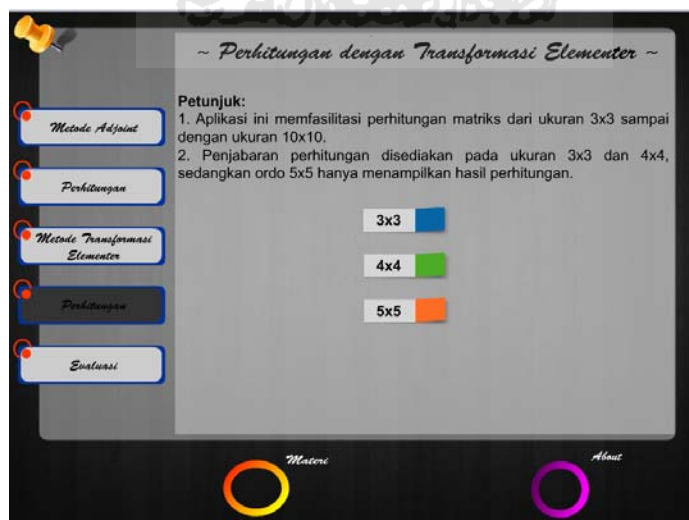 ~ Perhitungan dengan Transformasi Elementer ~
Metode Adjoint
Perhitungan
Metode Transformasi
Elementer
Perhitungan
Evaluasi
Petunjuk:
1. Aplikasi ini memfasilitasi perhitungan matriks dari ukuran 3x3 sampai
dengan ukuran 10x10.
2. Penjabaran perhitungan disediakan pada ukuran 3x3 dan 4x4,
sedangkan ordo 5x5 hanya menampilkan hasil perhitungan.
3x3
4x4
5x5
Materi
About